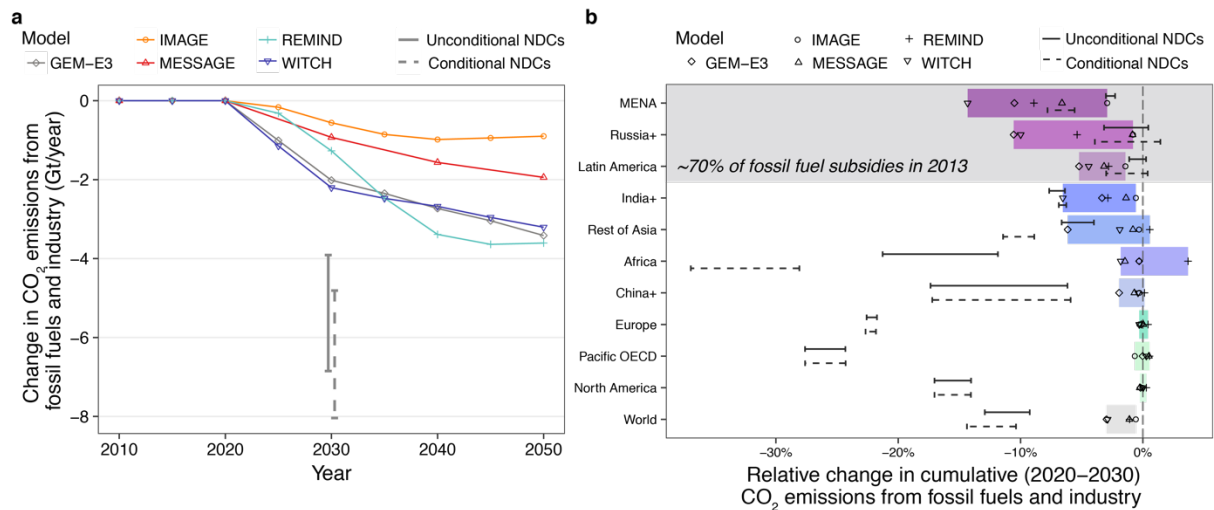 a
Model
IMAGE
REMIND
Unconditional NDCs
GEM−E3
MESSAGE
WITCH
Conditional NDCs
0
−2
−4
−6
−8
Change in CO2 emissions from
fossil fuels and industry (Gt/year)
2010
2020
2030
2040
2050
Year
b
Model
IMAGE
REMIND
Unconditional NDCs
GEM−E3
MESSAGE
WITCH
Conditional NDCs
MENA
Russia+
Latin America
~70% of fossil fuel subsidies in 2013
India+
Rest of Asia
Africa
China+
Europe
Pacific OECD
North America
World
−30%
−20%
−10%
0%
Relative change in cumulative (2020−2030)
CO2 emissions from fossil fuels and industry